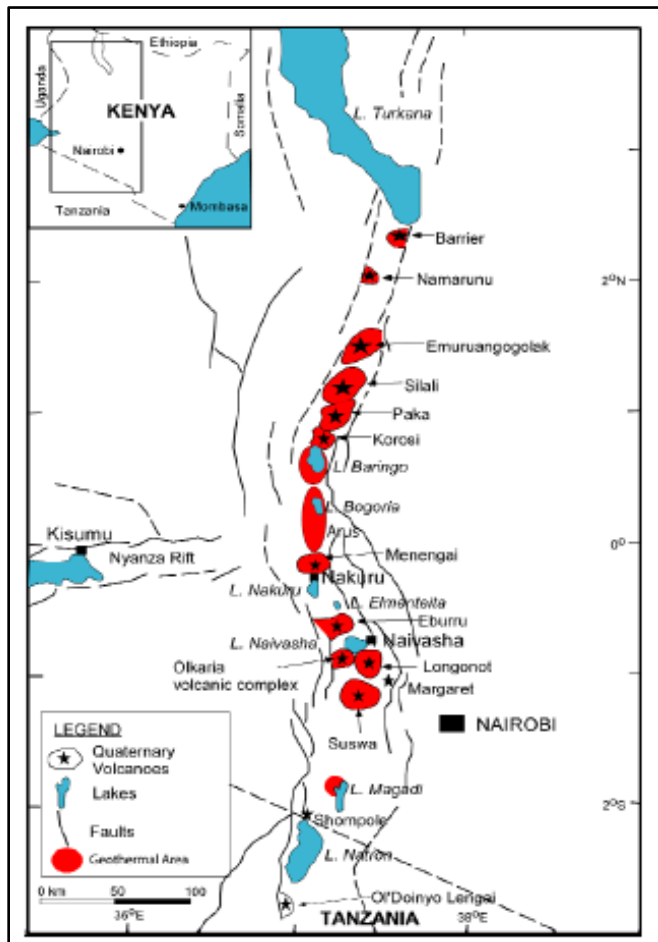 Ethiopia
Uganda
KENYA
Somalia
Nairobi
Tanzania
Mombasa
L. Turkana
Barrier
Namarunu
2°N
Emuruangogolak
Silali
Paka
Korosi
L. Baringo
L. Bogoria
Arus
Kisumu
0°
Nyanza Rift
Menengai
Nakuru
L. Nakuru
L. Elmenteita
Eburru
L. Naivasha
Naivasha
Olkaria
volcanic complex
Longonot
Margaret
NAIROBI
Suswa
LEGEND
Quaternary
Volcanoes
Lakes
Faults
Geothermal Area
0 km
50
100
L. Magadi
2°S
Shompole
L. Natron
Ol'Doinyo Lengai
TANZANIA
36°E
38°E